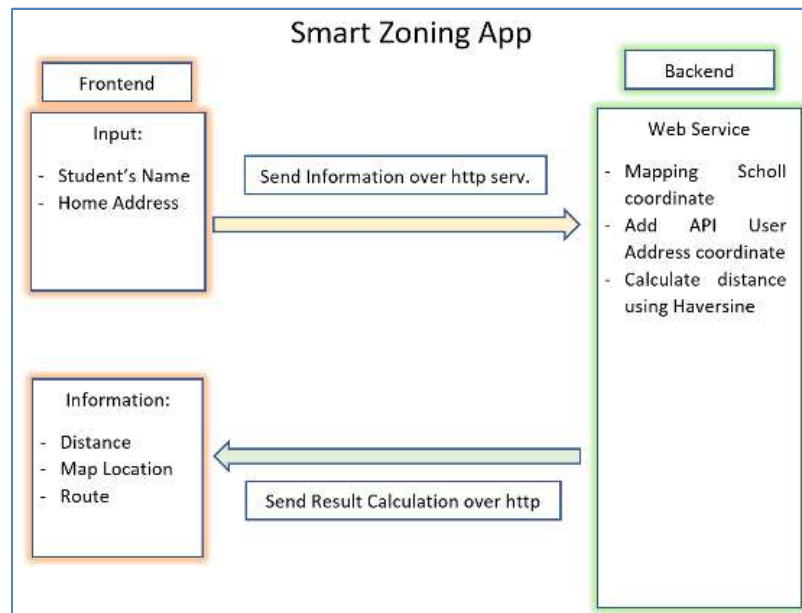 Smart Zoning App
Frontend
Backend
Input:
- Student's Name
- Home Address
Send Information over http serv.
Web Service
- Mapping Scholl
coordinate
- Add API User
Address coordinate
- Calculate distance
using Haversine
Information:
- Distance
- Map Location
- Route
Send Result Calculation over http